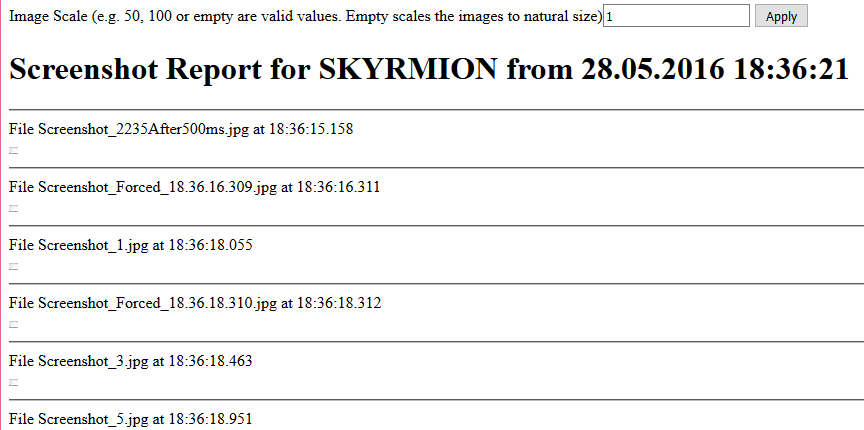 Image Scale (e.g. 50, 100 or empty are valid values. Empty scales the images to natural size) 1 Apply
Screenshot Report for SKYRMION from 28.05.2016 18:36:21
File Screenshot_2235After500ms.jpg at 18:36:15.158
File Screenshot_Forced_18.36.16.309.jpg at 18:36:16.311
File Screenshot_1.jpg at 18:36:18.055
File Screenshot_Forced_18.36.18.310.jpg at 18:36:18.312
File Screenshot_3.jpg at 18:36:18.463
File Screenshot_5.jpg at 18:36:18.951